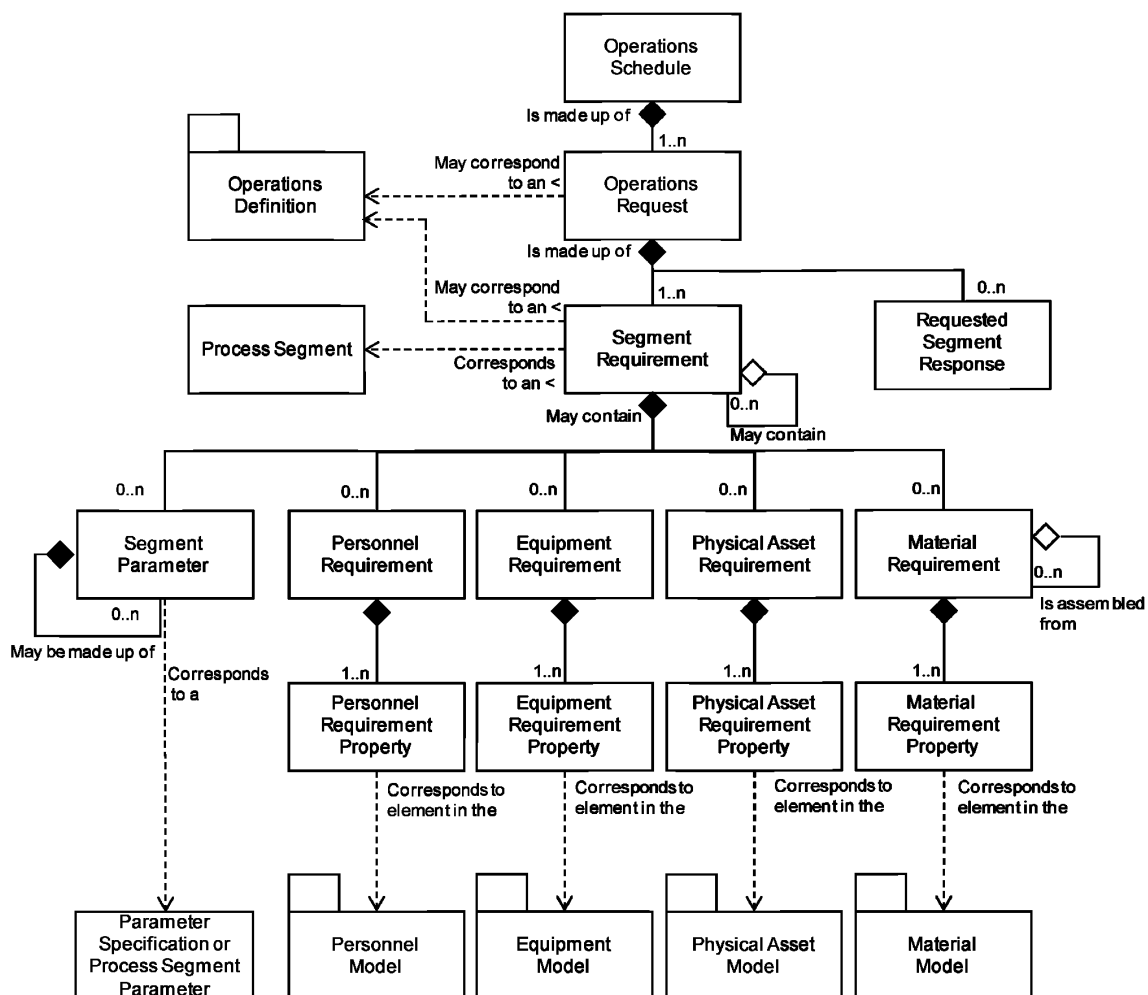 Operations
Schedule
Is made up of
1..n
May correspond
to an <
Operations
Definition
Operations
Request
Is made up of
May correspond
to an <
1..n
0..n
Process Segment
Segment
Requirement
Requested
Segment
Response
Corresponds
to an <
0..n
May contain
May contain
0..n
0..n
0..n
0..n
0..n
Segment
Parameter
Personnel
Requirement
Equipment
Requirement
Physical Asset
Requirement
Material
Requirement
0..n
0..n
Is assembled
from
May be made up of
Corresponds
to a
1..n
1..n
1..n
1..n
Personnel
Requirement
Property
Equipment
Requirement
Property
Physical Asset
Requirement
Property
Material
Requirement
Property
Corresponds to
element in the
Corresponds to
element in the
Corresponds to
element in the
Corresponds to
element in the
Parameter
Specification or
Process Segment
Parameter
Personnel
Model
Equipment
Model
Physical Asset
Model
Material
Model